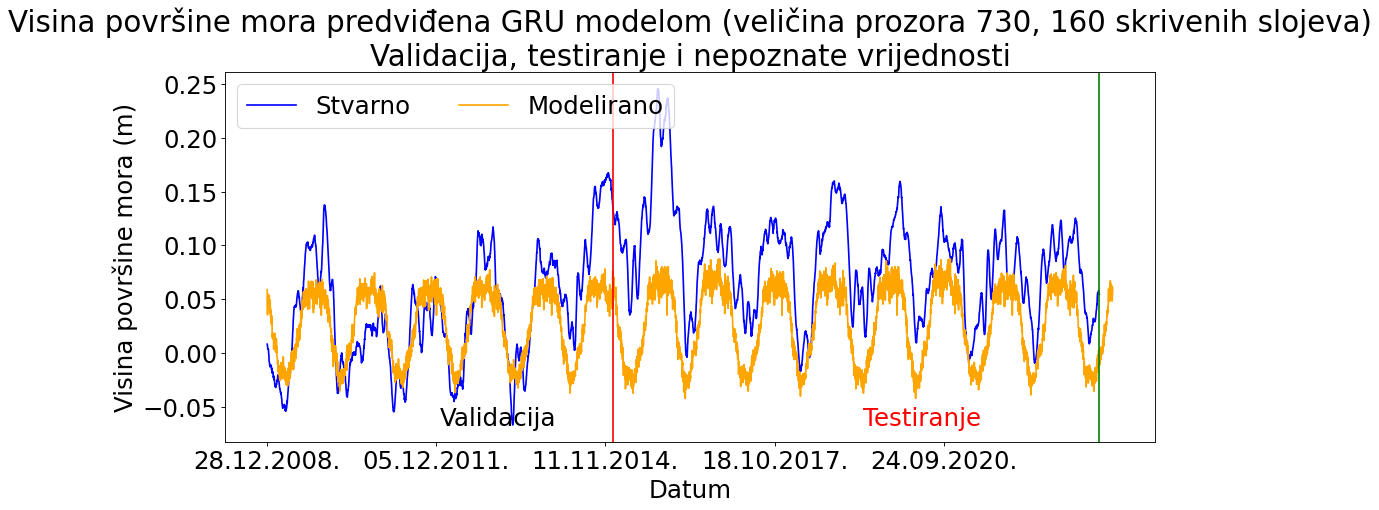 Visina površine mora predviđena GRU modelom (veličina prozora 730, 160 skrivenih slojeva)
Validacija, testiranje i nepoznate vrijednosti
Stvarno Modelirano
Visina površine mora (m)
0.25
0.20
0.15
0.10
0.05
0.00
−0.05
Validacija
Testiranje
28.12.2008. 05.12.2011. 11.11.2014. 18.10.2017. 24.09.2020.
Datum